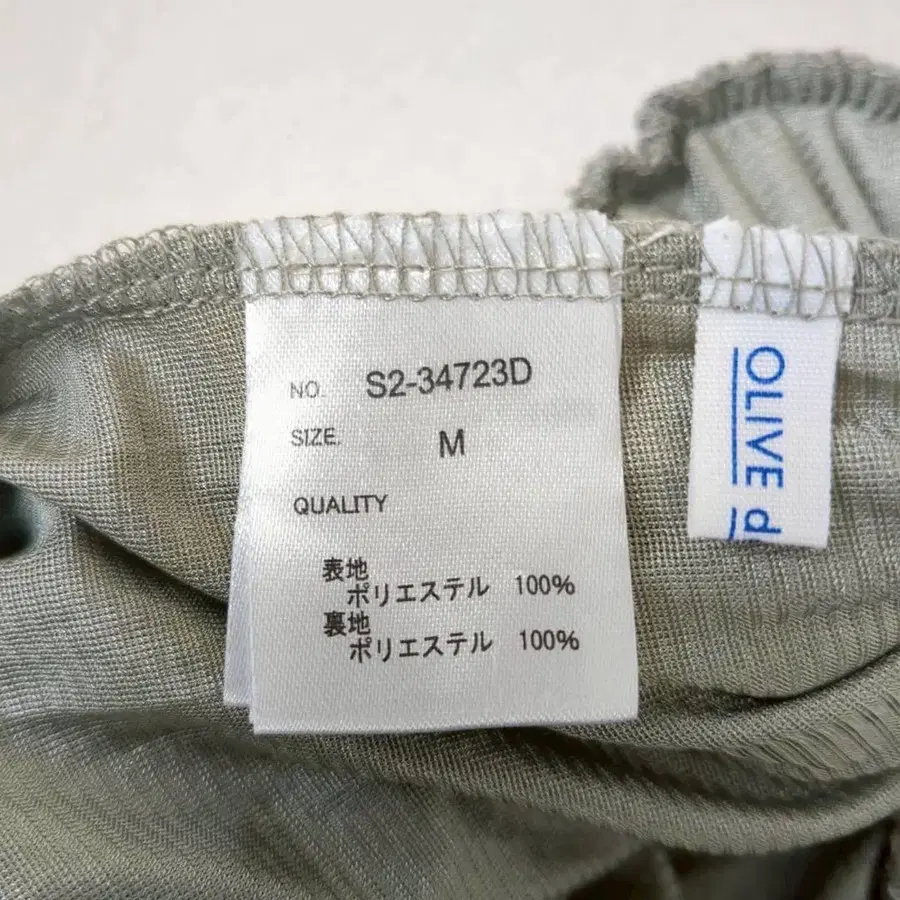 NO. S2-34723D
SIZE. M
QUALITY
表地
ポリエステル 100%
裏地
ポリエステル 100%
OLIVE d